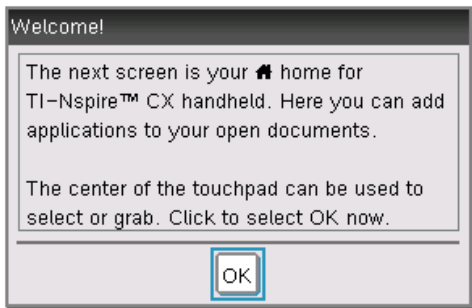 Welcome!
The next screen is your home for
TI-Nspire™ CX handheld. Here you can add
applications to your open documents.
The center of the touchpad can be used to
select or grab. Click to select OK now.
OK